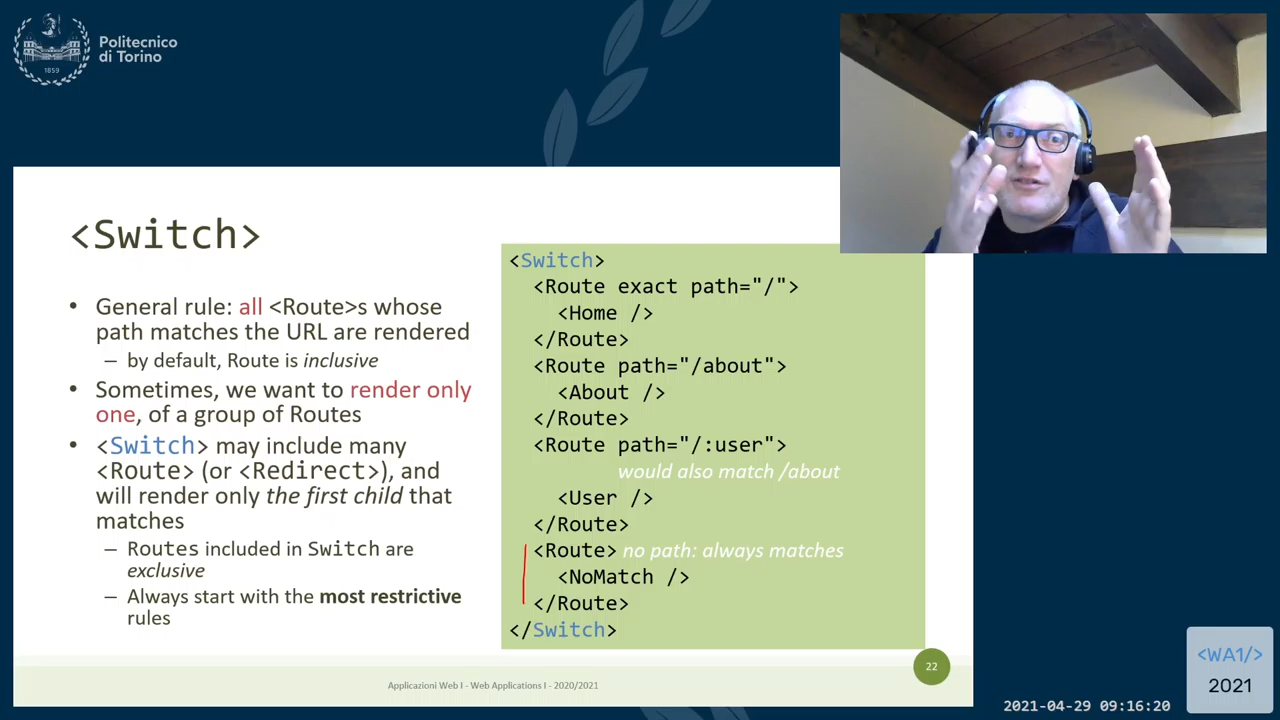 Politecnico
di Torino
1859
<Switch>
• General rule: all <Route>s whose
path matches the URL are rendered
– by default, Route is inclusive
• Sometimes, we want to render only
one, of a group of Routes
• <Switch> may include many
<Route> (or <Redirect>), and
will render only the first child that
matches
– Routes included in Switch are
exclusive
– Always start with the most restrictive
rules
<Switch>
<Route exact path="/">
<Home />
</Route>
<Route path="/about">
<About />
</Route>
<Route path="/:user">
would also match /about
<User />
</Route>
<Route> no path: always matches
<NoMatch />
</Route>
</Switch>
22
Applicazioni Web I - Web Applications I - 2020/2021
<WA1/>
2021
2021-04-29 09:16:20